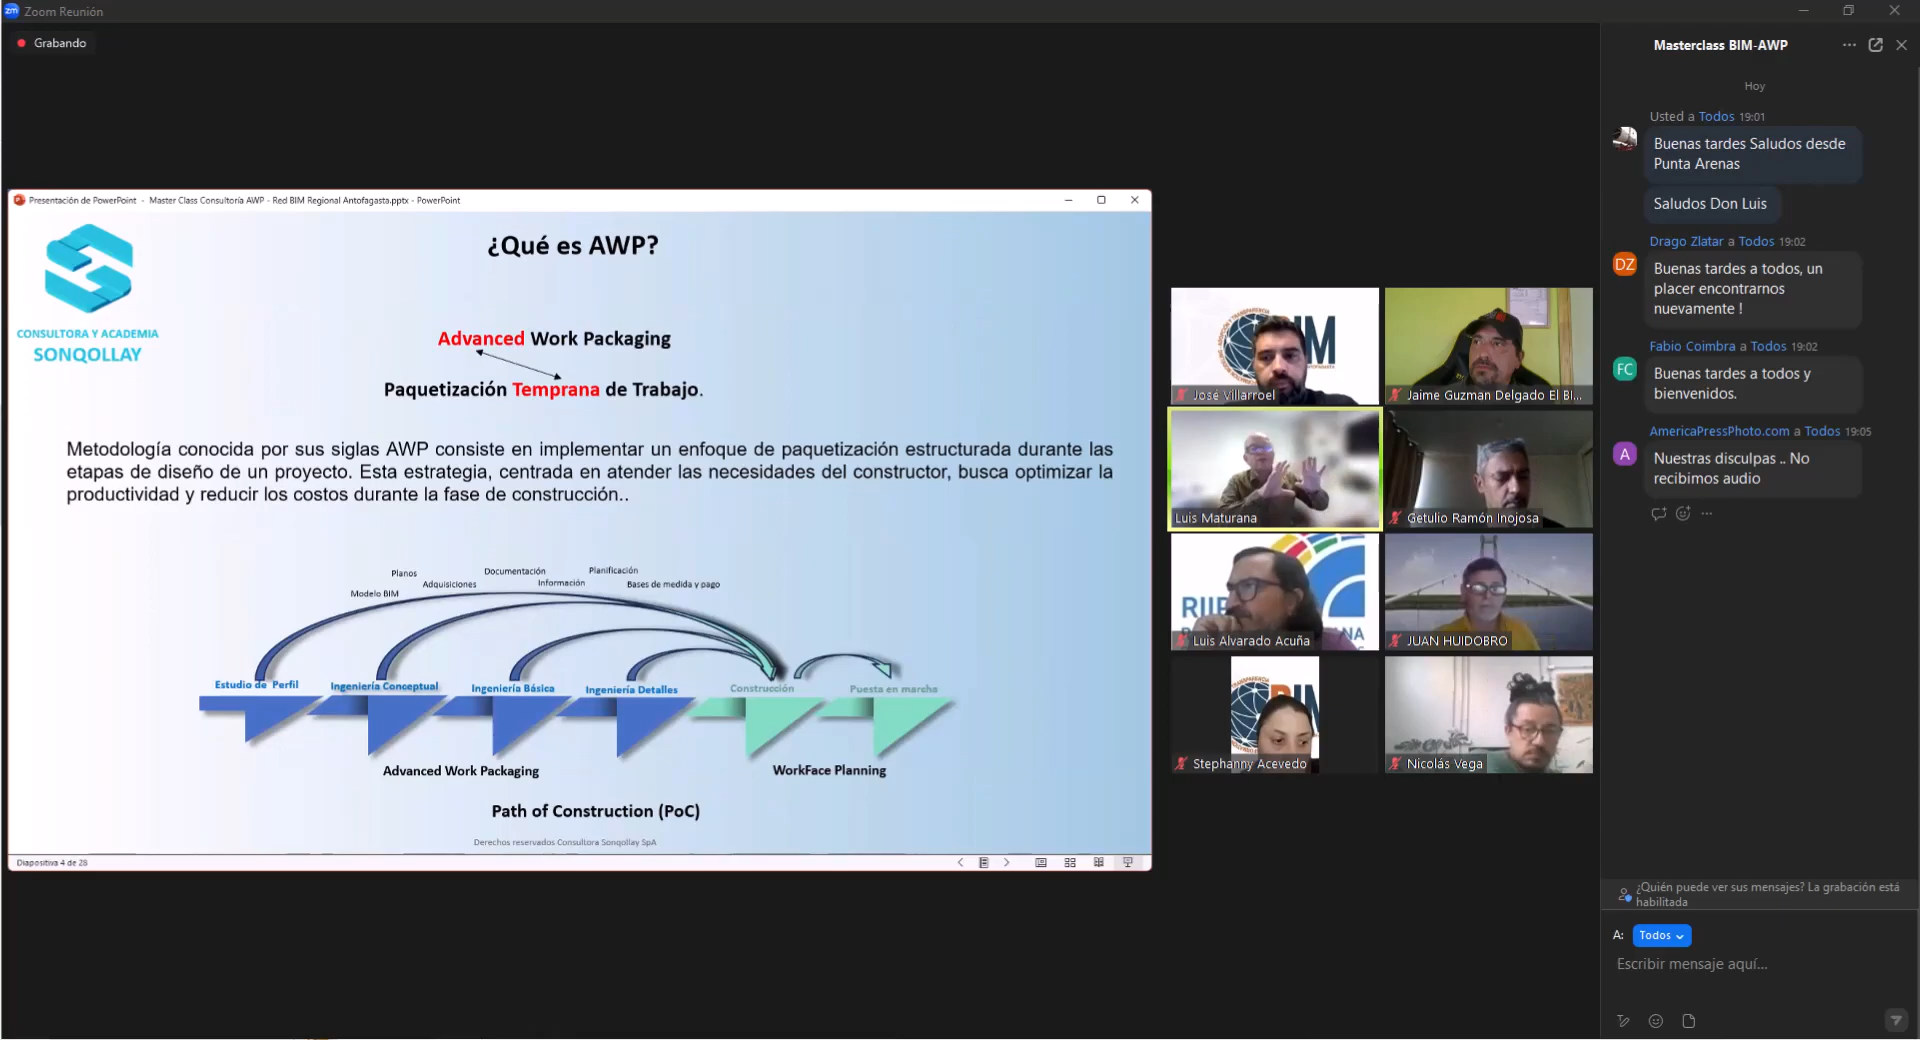 Zoom Reunión
Grabando
Presentación de PowerPoint - Master Class Consultoría AWP - Red BIM Regional Antofagasta.pptx - PowerPoint
CONSULTORA Y ACADEMIA
SONQOLLAY
¿Qué es AWP?
Advanced Work Packaging
Paquetización Temprana de Trabajo.
Metodología conocida por sus siglas AWP consiste en implementar un enfoque de paquetización estructurada durante las
etapas de diseño de un proyecto. Esta estrategia, centrada en atender las necesidades del constructor, busca optimizar la
productividad y reducir los costos durante la fase de construcción..
Planos
Documentación
Planificación
Modelo BIM
Adquisiciones
Información
Bases de medida y pago
Estudio de Perfil
Ingeniería Conceptual
Ingeniería Básica
Ingeniería Detalles
Construcción
Puesta en marcha
Advanced Work Packaging
WorkFace Planning
Path of Construction (PoC)
Derechos reservados Consultora Sonqollay SpA
Diapositiva 4 de 28
José Villarroel
Jaime Guzman Delgado El BI...
Luis Maturana
Getulio Ramón Inojosa
Luis Alvarado Acuña
JUAN HUIDOBRO
Stephanny Acevedo
Nicolás Vega
Masterclass BIM-AWP
Hoy
Usted a Todos 19:01
Buenas tardes Saludos desde
Punta Arenas
Saludos Don Luis
Drago Zlatar a Todos 19:02
DZ
Buenas tardes a todos, un
placer encontrarnos
nuevamente !
Fabio Coimbra a Todos 19:02
FC
Buenas tardes a todos y
bienvenidos.
AmericaPressPhoto.com a Todos 19:05
A
Nuestras disculpas .. No
recibimos audio
¿Quién puede ver sus mensajes? La grabación está
habilitada
A: Todos
Escribir mensaje aquí...